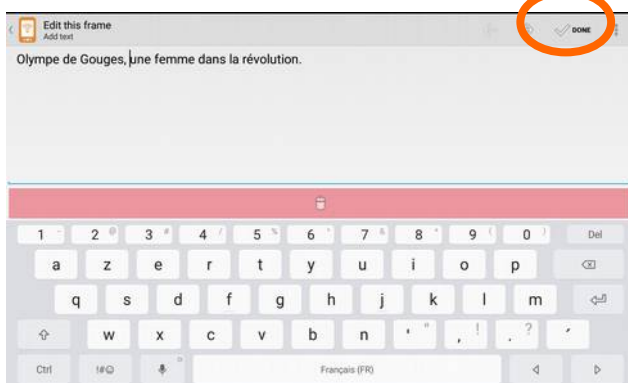 Edit this frame
Add text
DONE
Olympe de Gouges, une femme dans la révolution.
1 - 2 @ 3 # 4 / 5 % 6 7 & 8 * 9 ( 0 ) Del
a z e r t y u i o p
q s d f g h j k l m
w x c v b n ' " , ! . ? -
Ctrl !#☺ Français (FR)